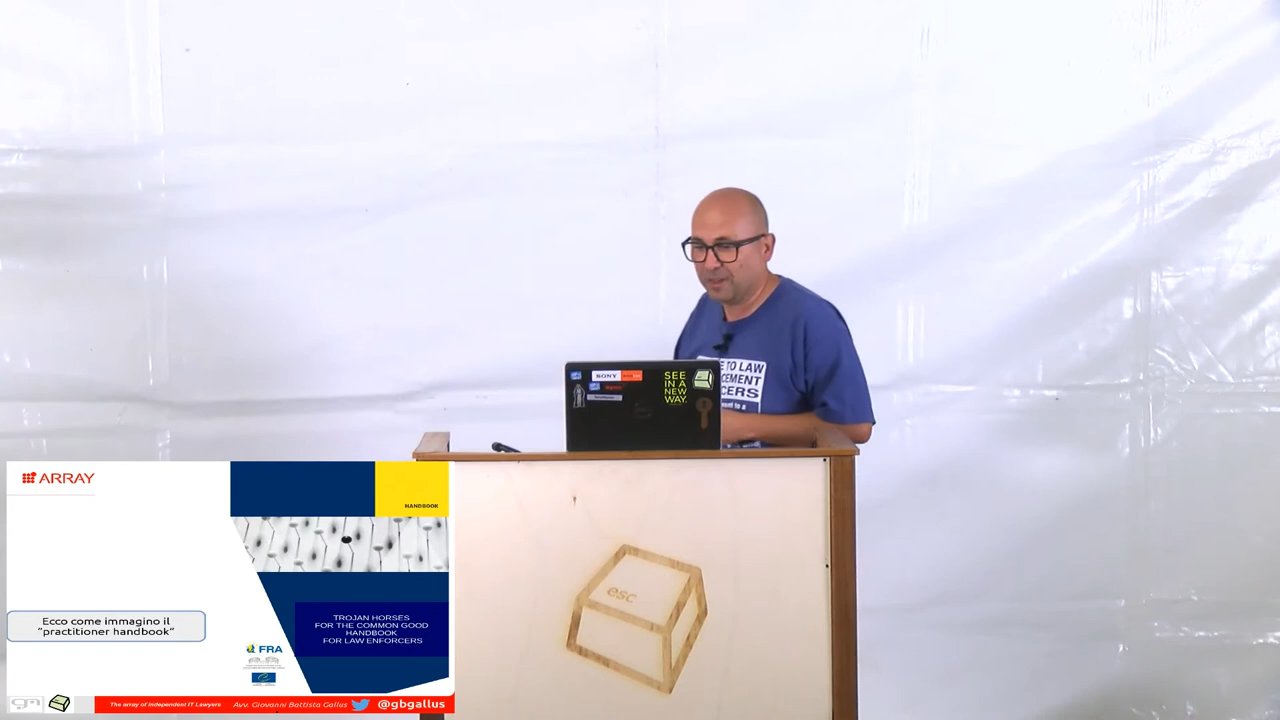 SEE
IN A
NEW
WAY.
SONY
E TO LAW
CEMENT
CERS
esc
ARRAY
HANDBOOK
Ecco come immagino il
"practitioner handbook"
TROJAN HORSES
FOR THE COMMON GOOD
HANDBOOK
FOR LAW ENFORCERS
FRA
The array of independent IT Lawyers
Avv. Giovanni Battista Gallus
@gbgallus